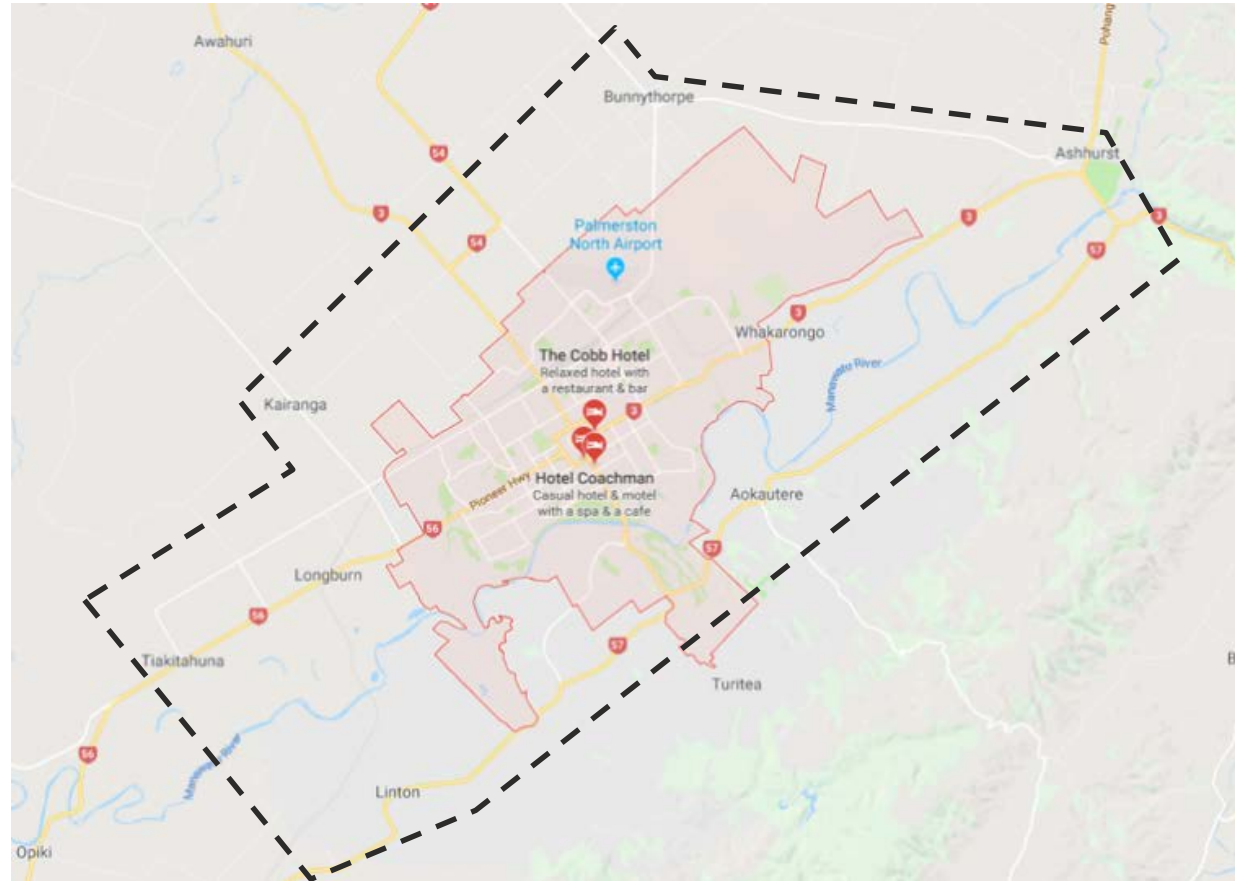 Awahuri
Pohang
Bunnythorpe
54
Ashhurst
3
54
3
3
57
Palmerston
North Airport
3
Whakarongo
The Cobb Hotel
Relaxed hotel with
a restaurant & bar
Manawatu River
Kairanga
3
Hotel Coachman
Casual hotel & motel
with a spa & a cafe
Pioneer Hwy
Aokautere
56
57
Longburn
56
57
Tiakitahuna
Turitea
B
56
Manawatu River
Linton
Opiki